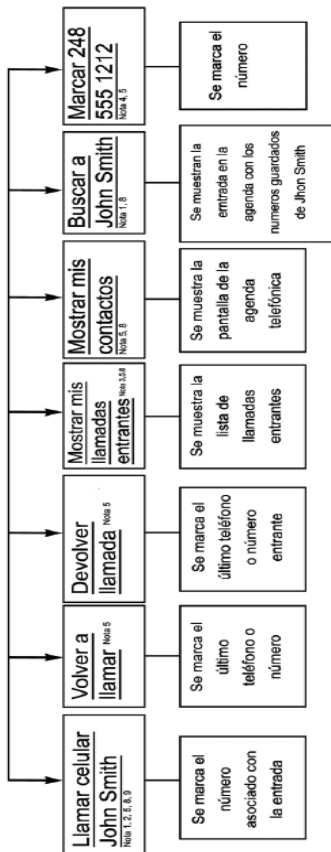 Llamar celular
John Smith
Nota 1, 2, 5, 8, 9
Se marca el
número
asociado con
la entrada
Volver a
llamar Nota 5
Se marca el
último
teléfono o
número
Devolver
llamada Nota 5
Se marca el
último teléfono
o número
entrante
Mostrar mis
llamadas
entrantes Nota 3,5,8
Se muestra la
lista de
llamadas
entrantes
Mostrar mis
contactos
Nota 5, 8
Se muestra la
pantalla de la
agenda
telefónica
Buscar a
John Smith
Nota 1, 8
Se muestran la
emtrada en la
agenda con los
numeros guardados
de Jhon Smith
Marcar 248
555 1212
Nota 4, 5
Se marca el
número